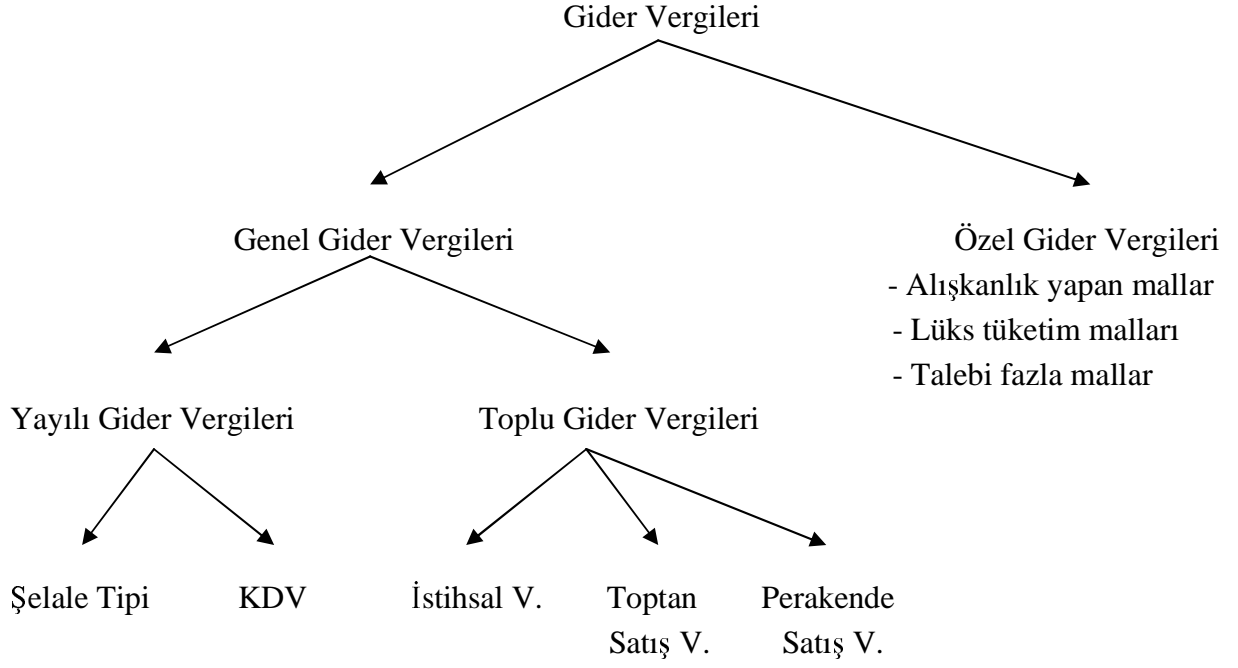 Gider Vergileri
Genel Gider Vergileri
Özel Gider Vergileri
- Alışkanlık yapan mallar
- Lüks tüketim malları
- Talebi fazla mallar
Yayılı Gider Vergileri
Toplu Gider Vergileri
Şelale Tipi
KDV
İstihsal V.
Toptan
Satış V.
Perakende
Satış V.